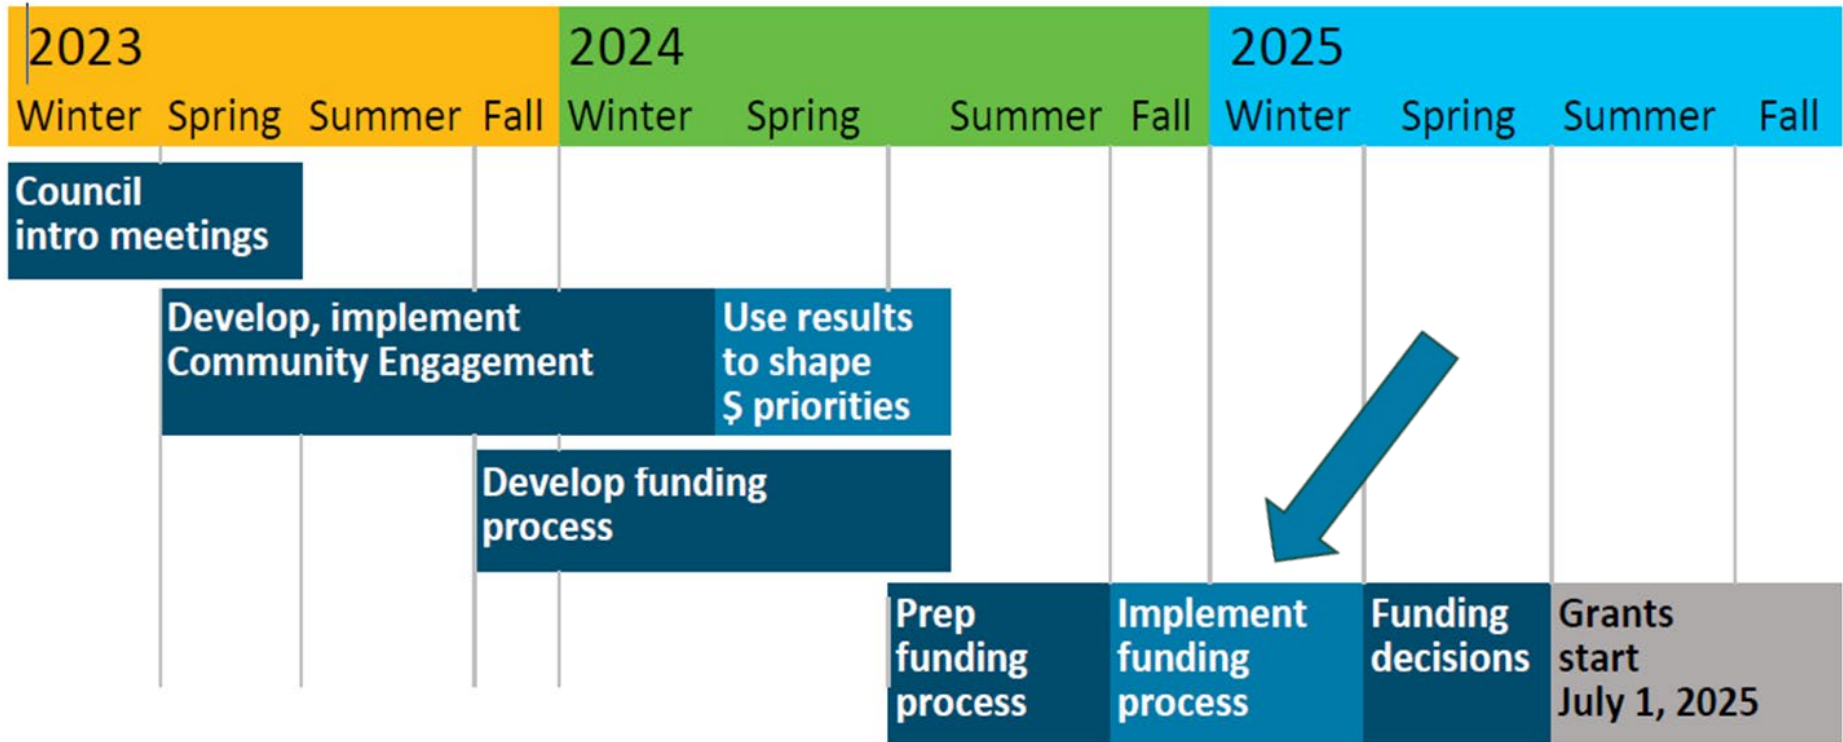 2023 2024 2025
Winter Spring Summer Fall Winter Spring Summer Fall Winter Spring Summer Fall
Council
intro meetings
Develop, implement
Community Engagement
Use results
to shape
$ priorities
Develop funding
process
Prep
funding
process
Implement
funding
process
Funding
decisions
Grants
start
July 1, 2025